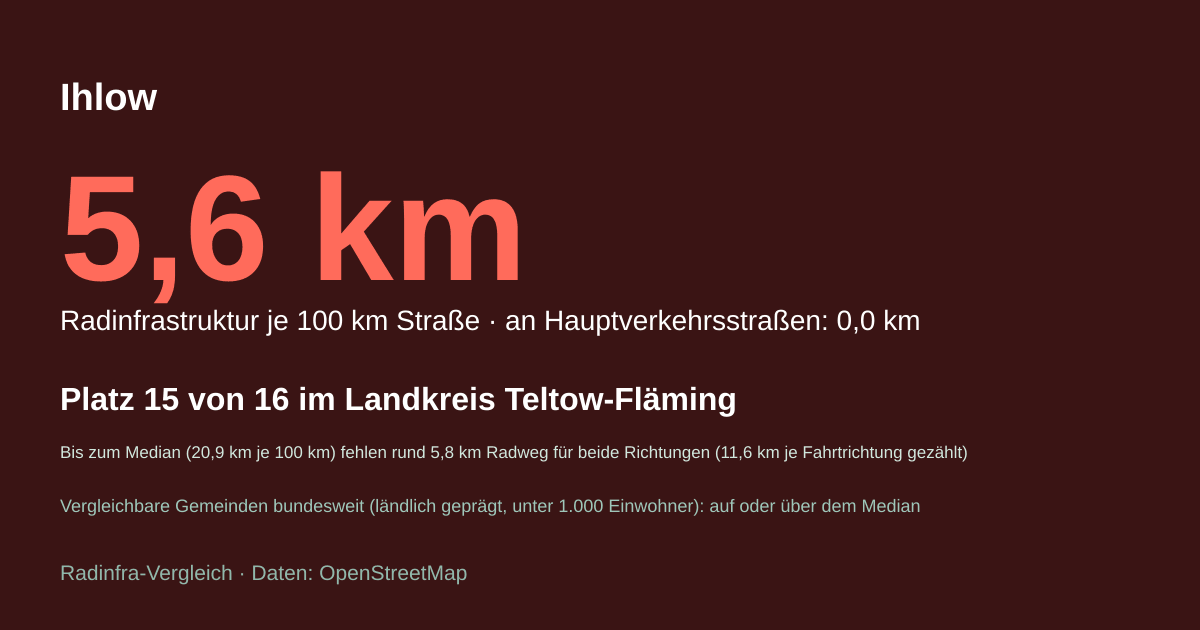 Ihlow
5,6 km
Radinfrastruktur je 100 km Straße · an Hauptverkehrsstraßen: 0,0 km
Platz 15 von 16 im Landkreis Teltow-Fläming
Bis zum Median (20,9 km je 100 km) fehlen rund 5,8 km Radweg für beide Richtungen (11,6 km je Fahrtrichtung gezählt)
Vergleichbare Gemeinden bundesweit (ländlich geprägt, unter 1.000 Einwohner): auf oder über dem Median
Radinfra-Vergleich · Daten: OpenStreetMap